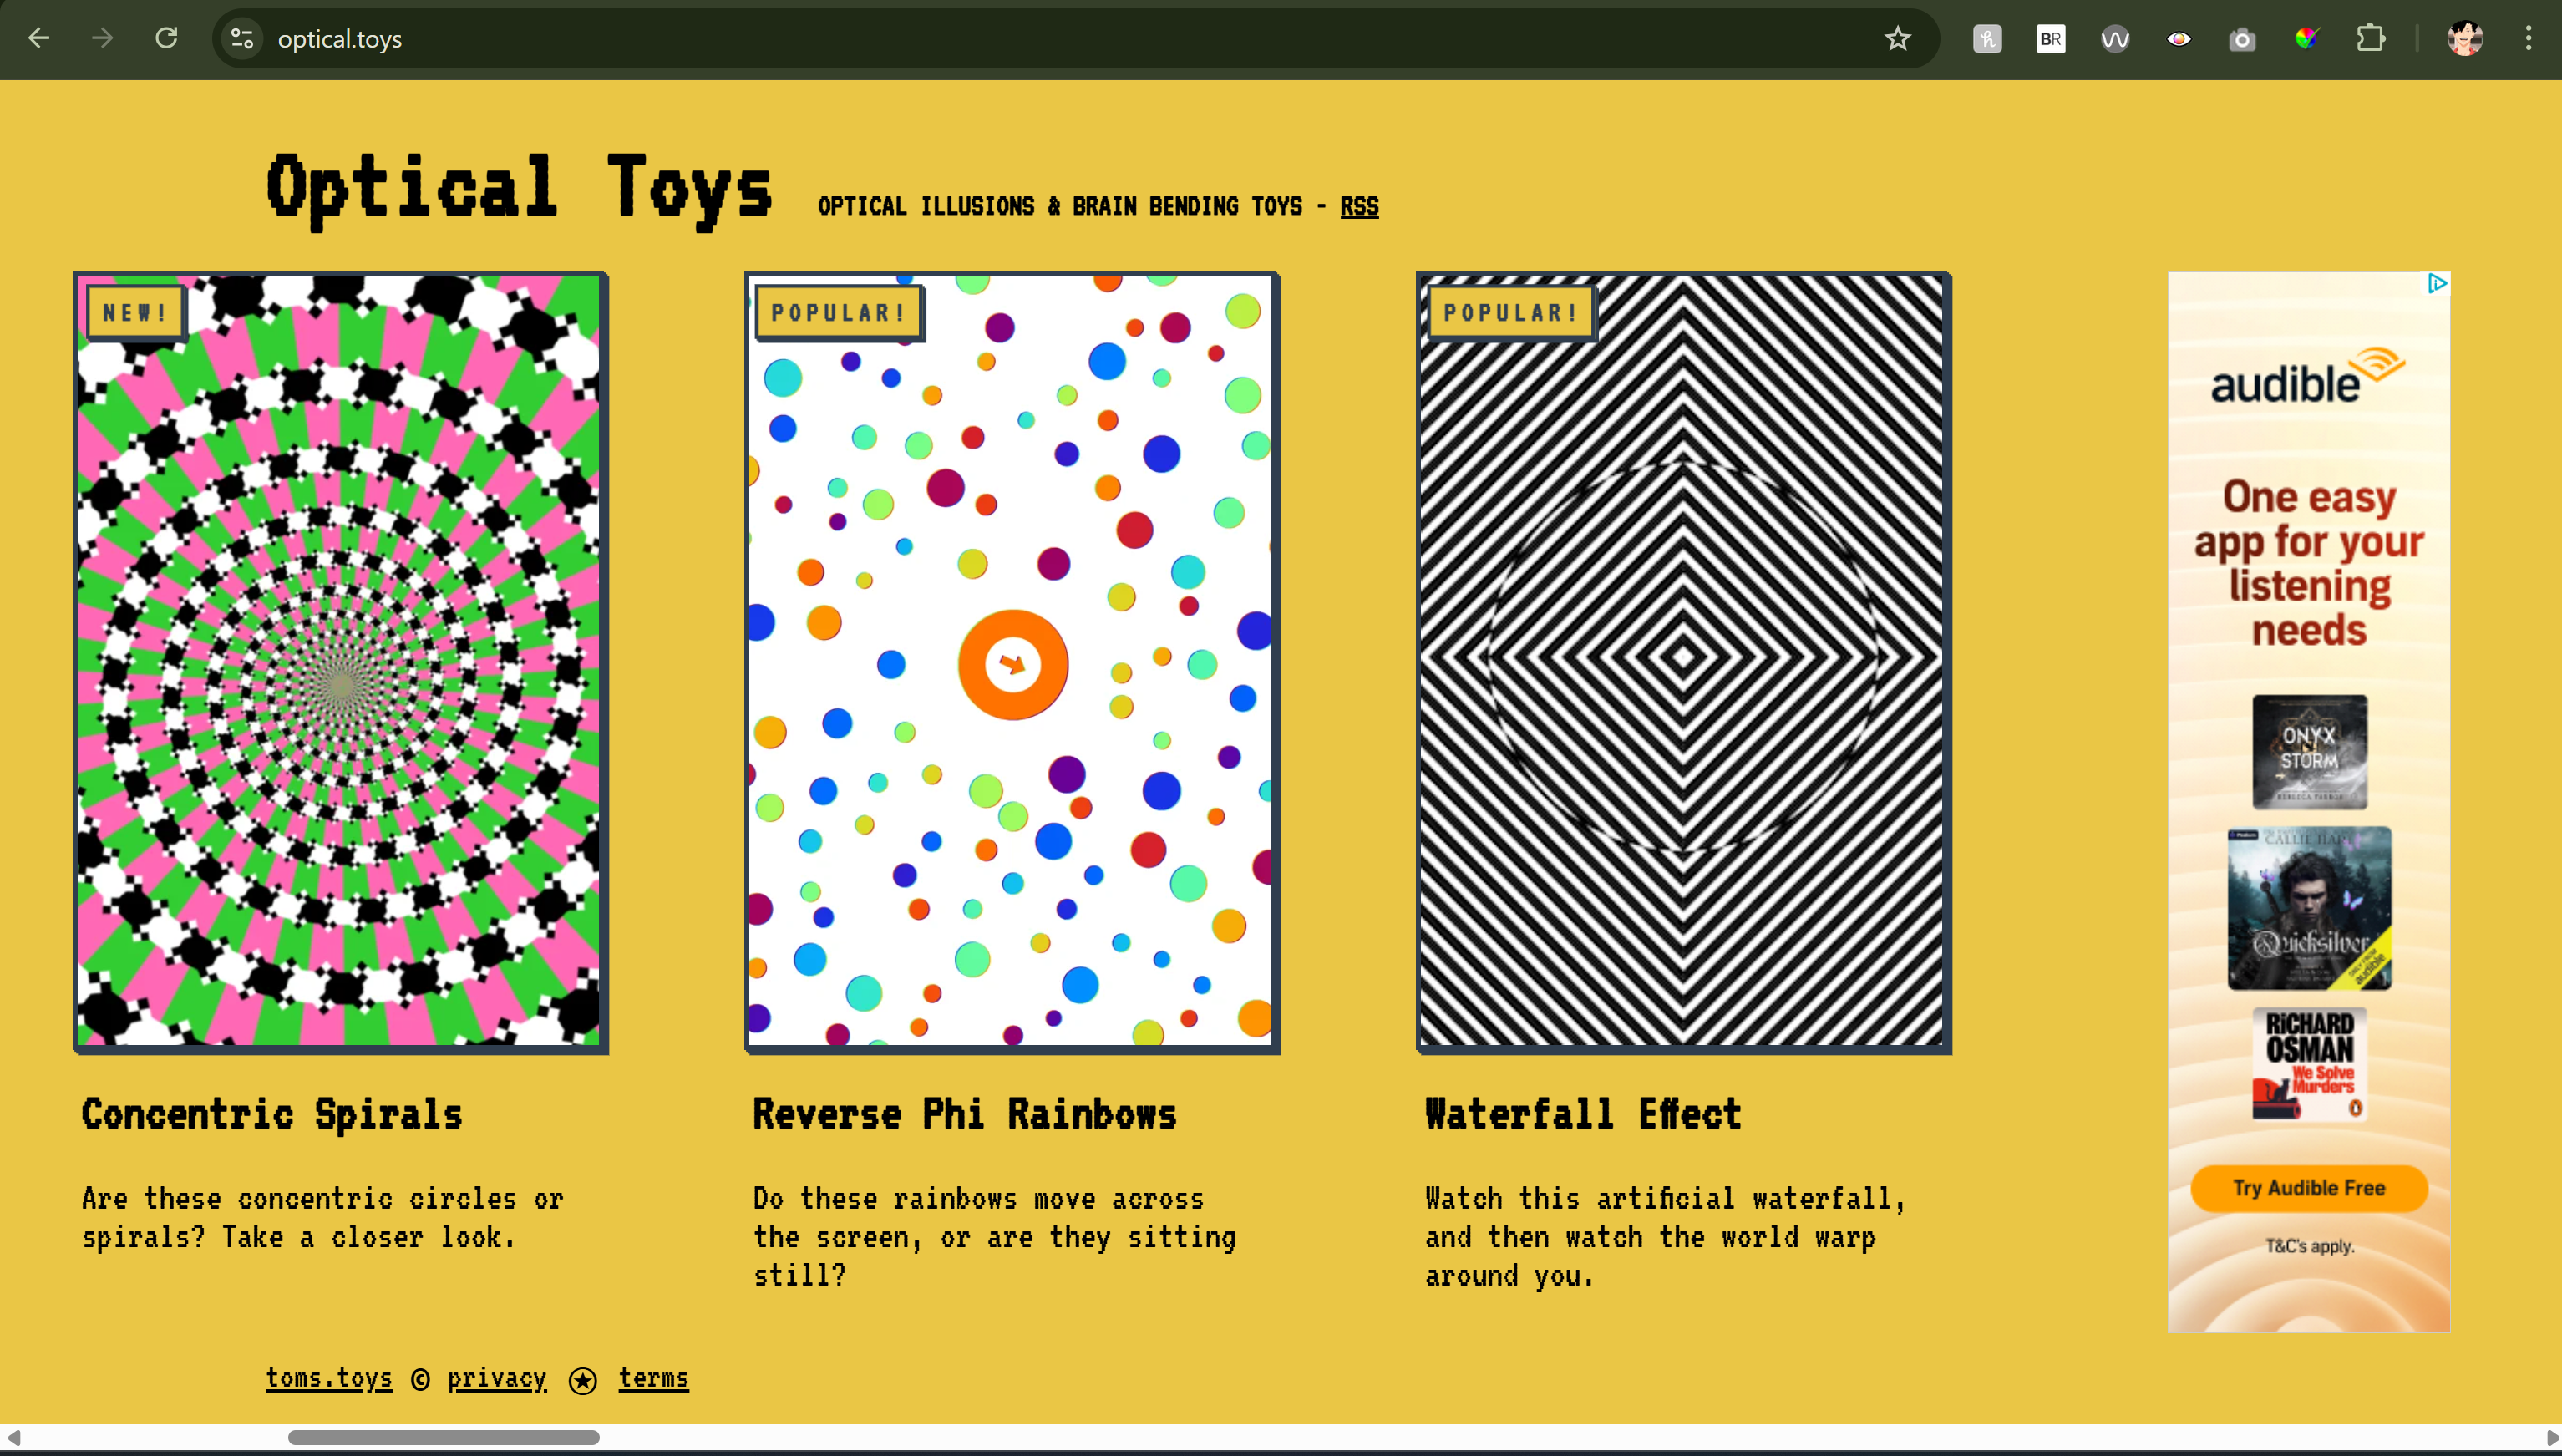 optical.toys
BR
Optical Toys
OPTICAL ILLUSIONS & BRAIN BENDING TOYS - RSS
NEW!
POPULAR!
POPULAR!
Concentric Spirals
Are these concentric circles or
spirals? Take a closer look.
Reverse Phi Rainbows
Do these rainbows move across
the screen, or are they sitting
still?
Waterfall Effect
Watch this artificial waterfall,
and then watch the world warp
around you.
audible
One easy
app for your
listening
needs
ONYX
STORM
Quicksilver
ONLY FROM
audible
RICHARD
OSMAN
We Solve
Murders
Try Audible Free
T&C's apply.
toms.toys © privacy ✪ terms